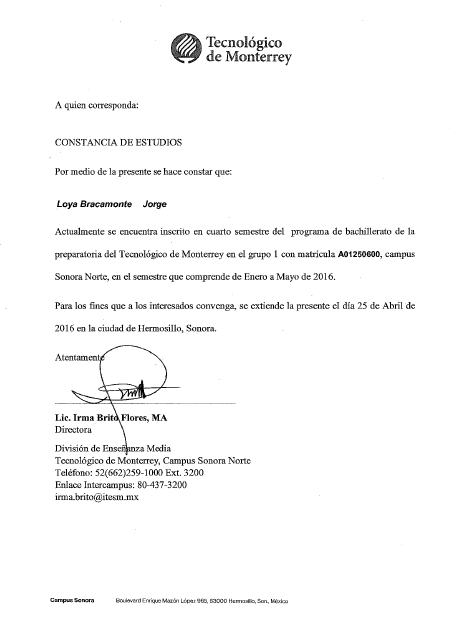 Tecnológico
de Monterrey
A quien corresponda:
CONSTANCIA DE ESTUDIOS
Por medio de la presente se hace constar que:
Loya Bracamonte Jorge
Actualmente se encuentra inscrito en cuarto semestre del programa de bachillerato de la
preparatoria del Tecnológico de Monterrey en el grupo 1 con matrícula A01250600, campus
Sonora Norte, en el semestre que comprende de Enero a Mayo de 2016.
Para los fines que a los interesados convenga, se extiende la presente el día 25 de Abril de
2016 en la ciudad de Hermosillo, Sonora.
Atentamente
Lic. Irma Brito Flores, MA
Directora
División de Enseñanza Media
Tecnológico de Monterrey, Campus Sonora Norte
Teléfono: 52(662)259-1000 Ext. 3200
Enlace Intercampus: 80-437-3200
irma.brito@itesm.mx
Campus Sonora Boulevard Enrique Mazón López 965, 83000 Hermosillo, Son., México